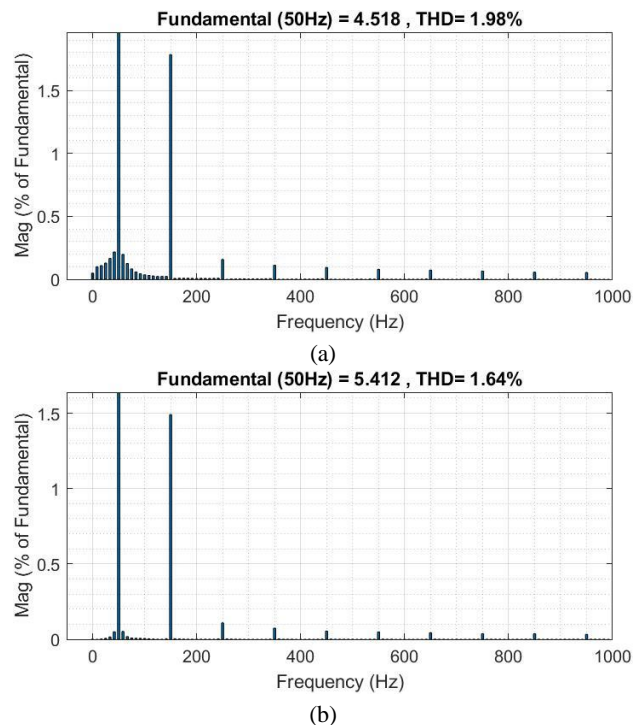 Fundamental (50Hz) = 4.518 , THD= 1.98%
Mag (% of Fundamental)
1.5
1
0.5
0
0 200 400 600 800 1000
Frequency (Hz)
(a)
Fundamental (50Hz) = 5.412 , THD= 1.64%
Mag (% of Fundamental)
1.5
1
0.5
0
0 200 400 600 800 1000
Frequency (Hz)
(b)